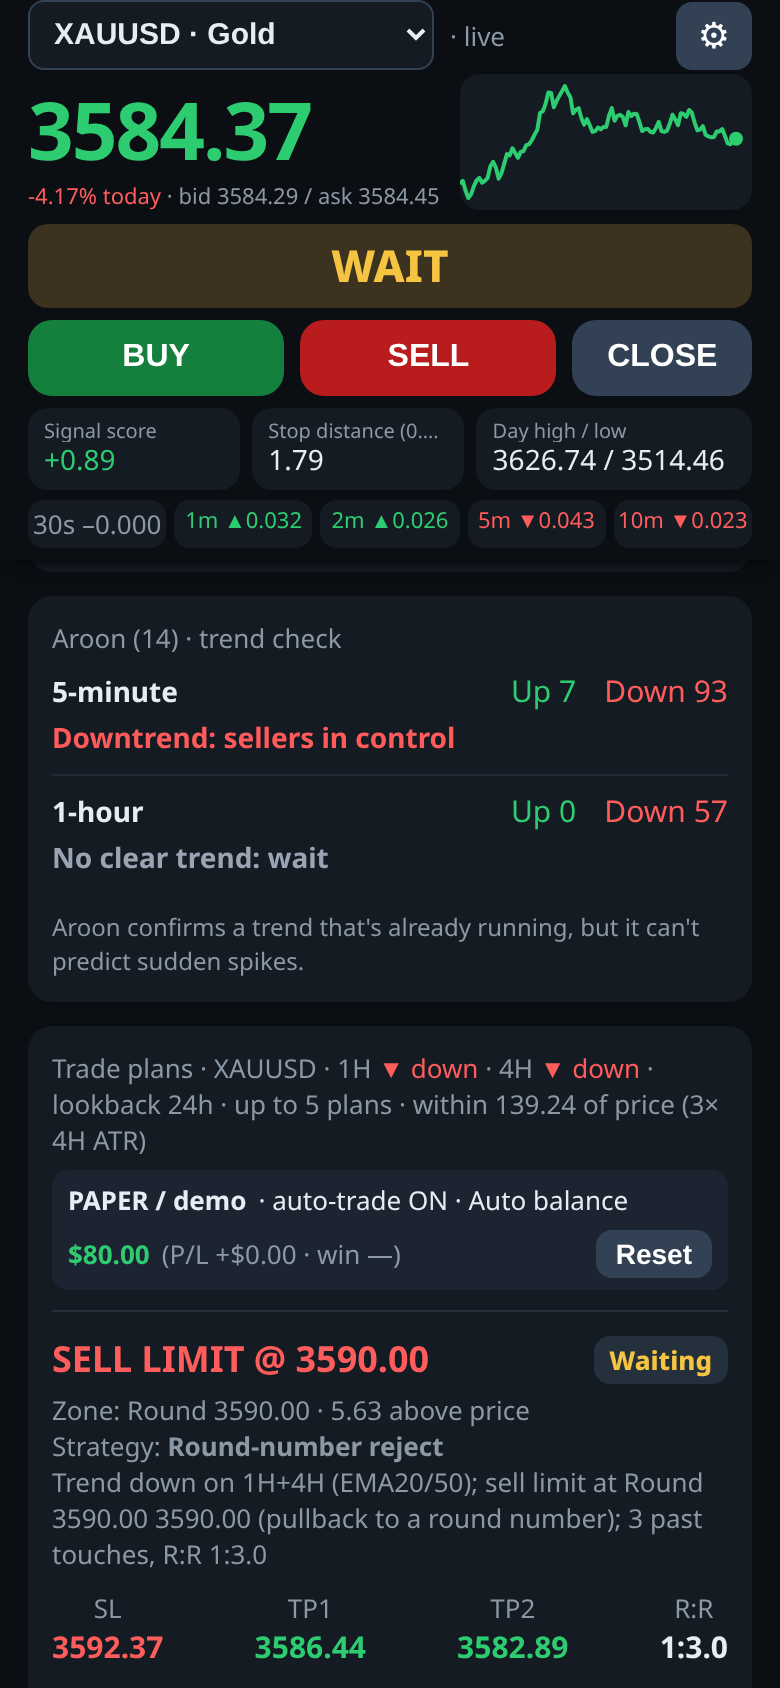 XAUUSD · Gold
· live
3584.37
-4.17% today · bid 3584.29 / ask 3584.45
WAIT
BUY
SELL
CLOSE
Signal score
+0.89
Stop distance (0....
1.79
Day high / low
3626.74 / 3514.46
30s –0.000
1m ▲0.032
2m ▲0.026
5m ▼0.043
10m ▼0.023
Aroon (14) · trend check
5-minute Up 7 Down 93
Downtrend: sellers in control
1-hour Up 0 Down 57
No clear trend: wait
Aroon confirms a trend that's already running, but it can't
predict sudden spikes.
Trade plans · XAUUSD · 1H ▼ down · 4H ▼ down ·
lookback 24h · up to 5 plans · within 139.24 of price (3×
4H ATR)
PAPER / demo · auto-trade ON · Auto balance
$80.00 (P/L +$0.00 · win —)
Reset
SELL LIMIT @ 3590.00
Waiting
Zone: Round 3590.00 · 5.63 above price
Strategy: Round-number reject
Trend down on 1H+4H (EMA20/50); sell limit at Round
3590.00 3590.00 (pullback to a round number); 3 past
touches, R:R 1:3.0
SL TP1 TP2 R:R
3592.37 3586.44 3582.89 1:3.0